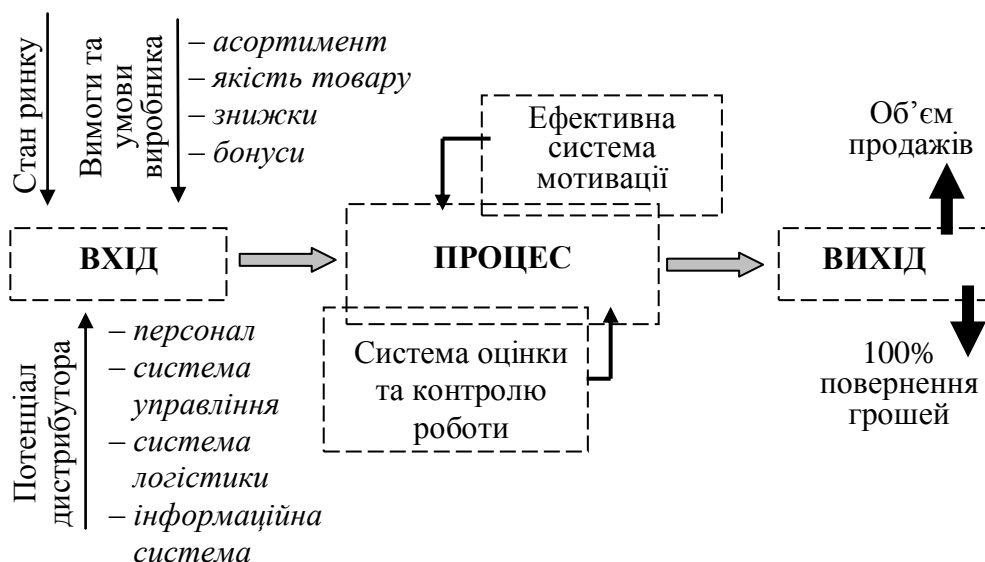 Стан ринку
Вимоги та
умови
виробника
– асортимент
– якість товару
– знижки
– бонуси
Ефективна
система
мотивації
Об’єм
продажів
ВХІД
ПРОЦЕС
ВИХІД
Потенціал
дистрибутора
– персонал
– система
управління
– система
логістики
– інформаційна
система
Система оцінки
та контролю
роботи
100%
повернення
грошей